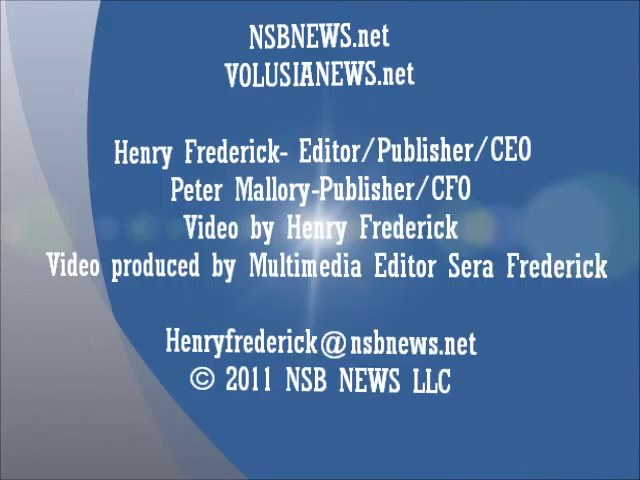 NSBNEWS.net
VOLUSIANEWS.net
Henry Frederick- Editor/Publisher/CEO
Peter Mallory-Publisher/CFO
Video by Henry Frederick
Video produced by Multimedia Editor Sera Frederick
Henryfrederick@nsbnews.net
© 2011 NSB NEWS LLC